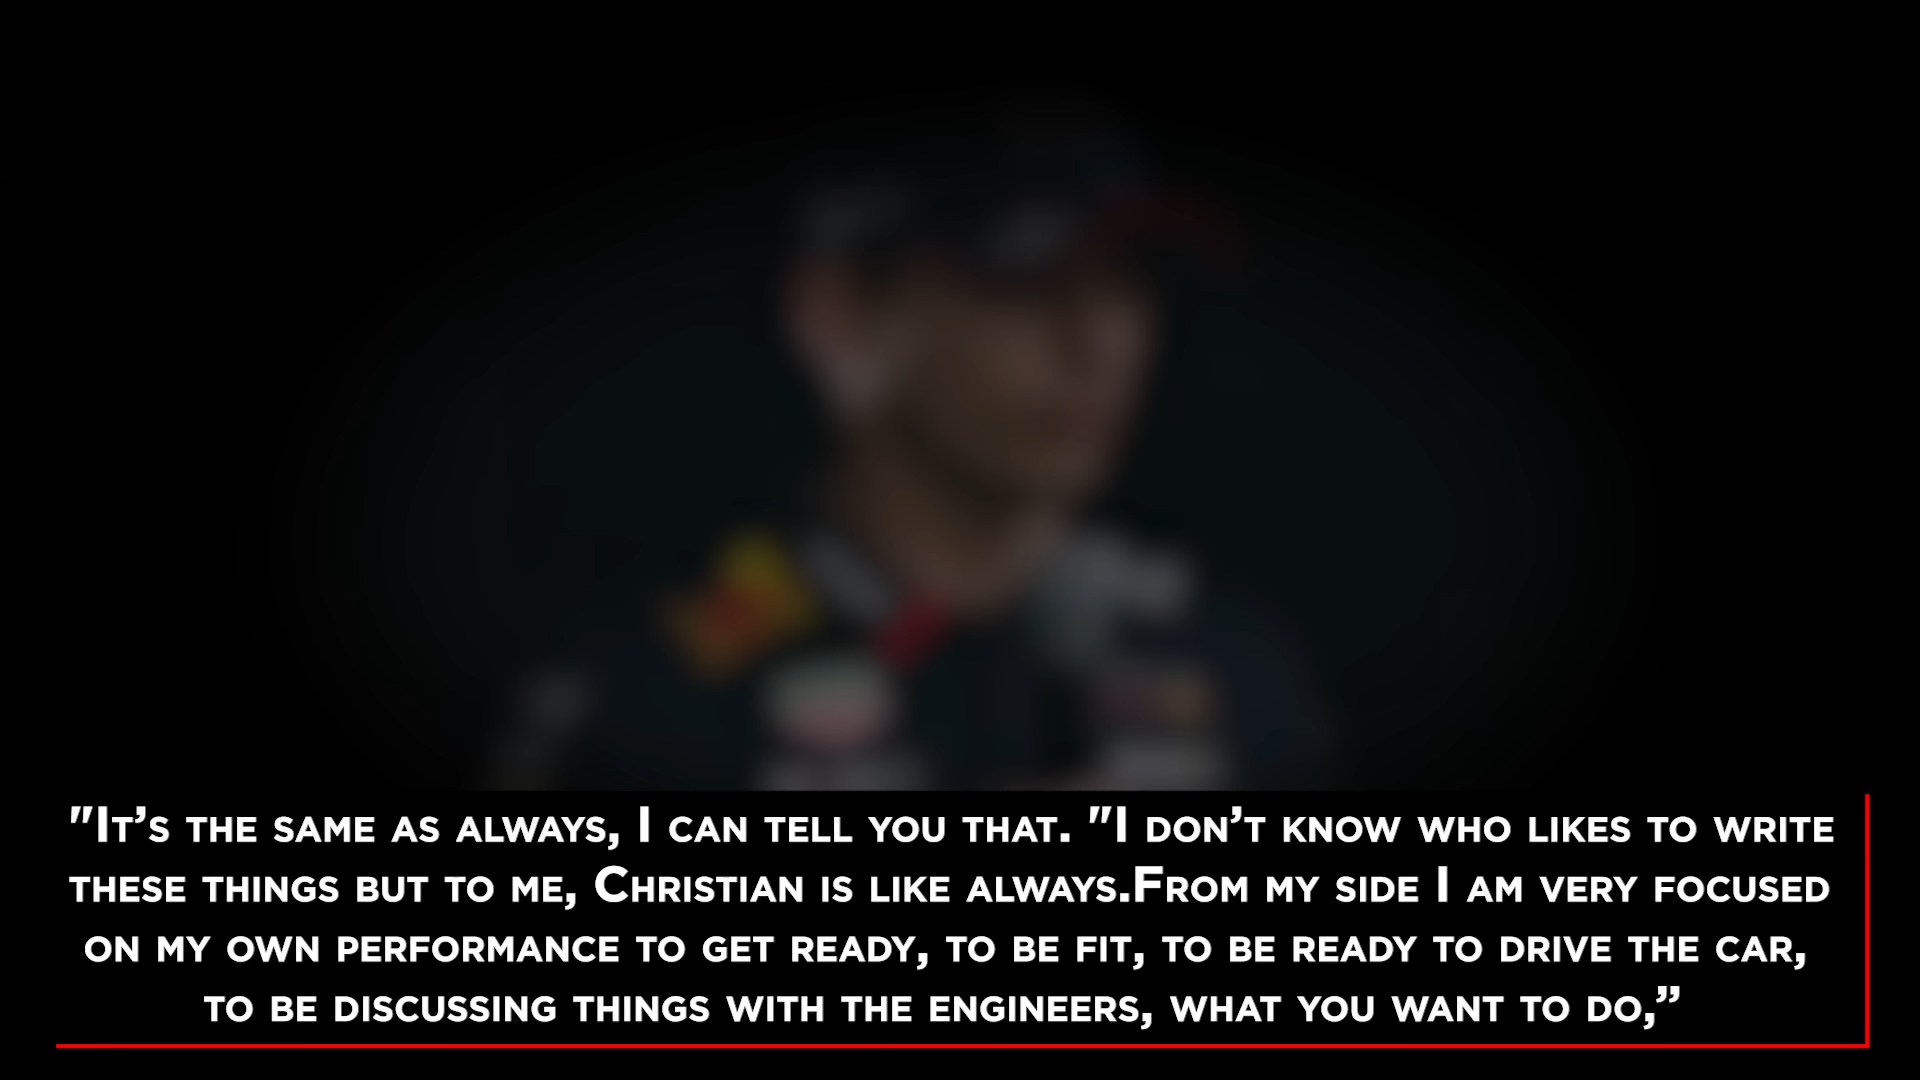 "It’s the same as always, I can tell you that. "I don’t know who likes to write
these things but to me, Christian is like always.From my side I am very focused
on my own performance to get ready, to be fit, to be ready to drive the car,
to be discussing things with the engineers, what you want to do,”